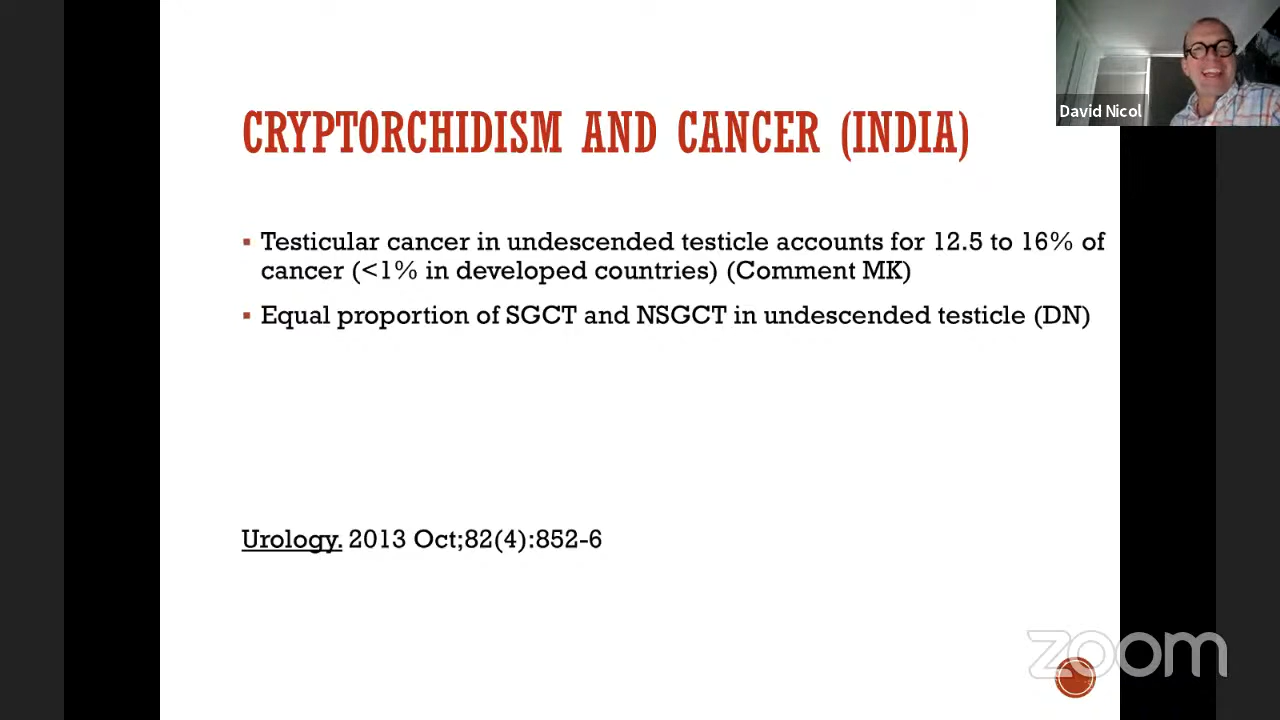 David Nicol
CRYPTORCHIDISM AND CANCER (INDIA)
▪ Testicular cancer in undescended testicle accounts for 12.5 to 16% of
cancer (<1% in developed countries) (Comment MK)
▪ Equal proportion of SGCT and NSGCT in undescended testicle (DN)
Urology. 2013 Oct;82(4):852-6
zoom